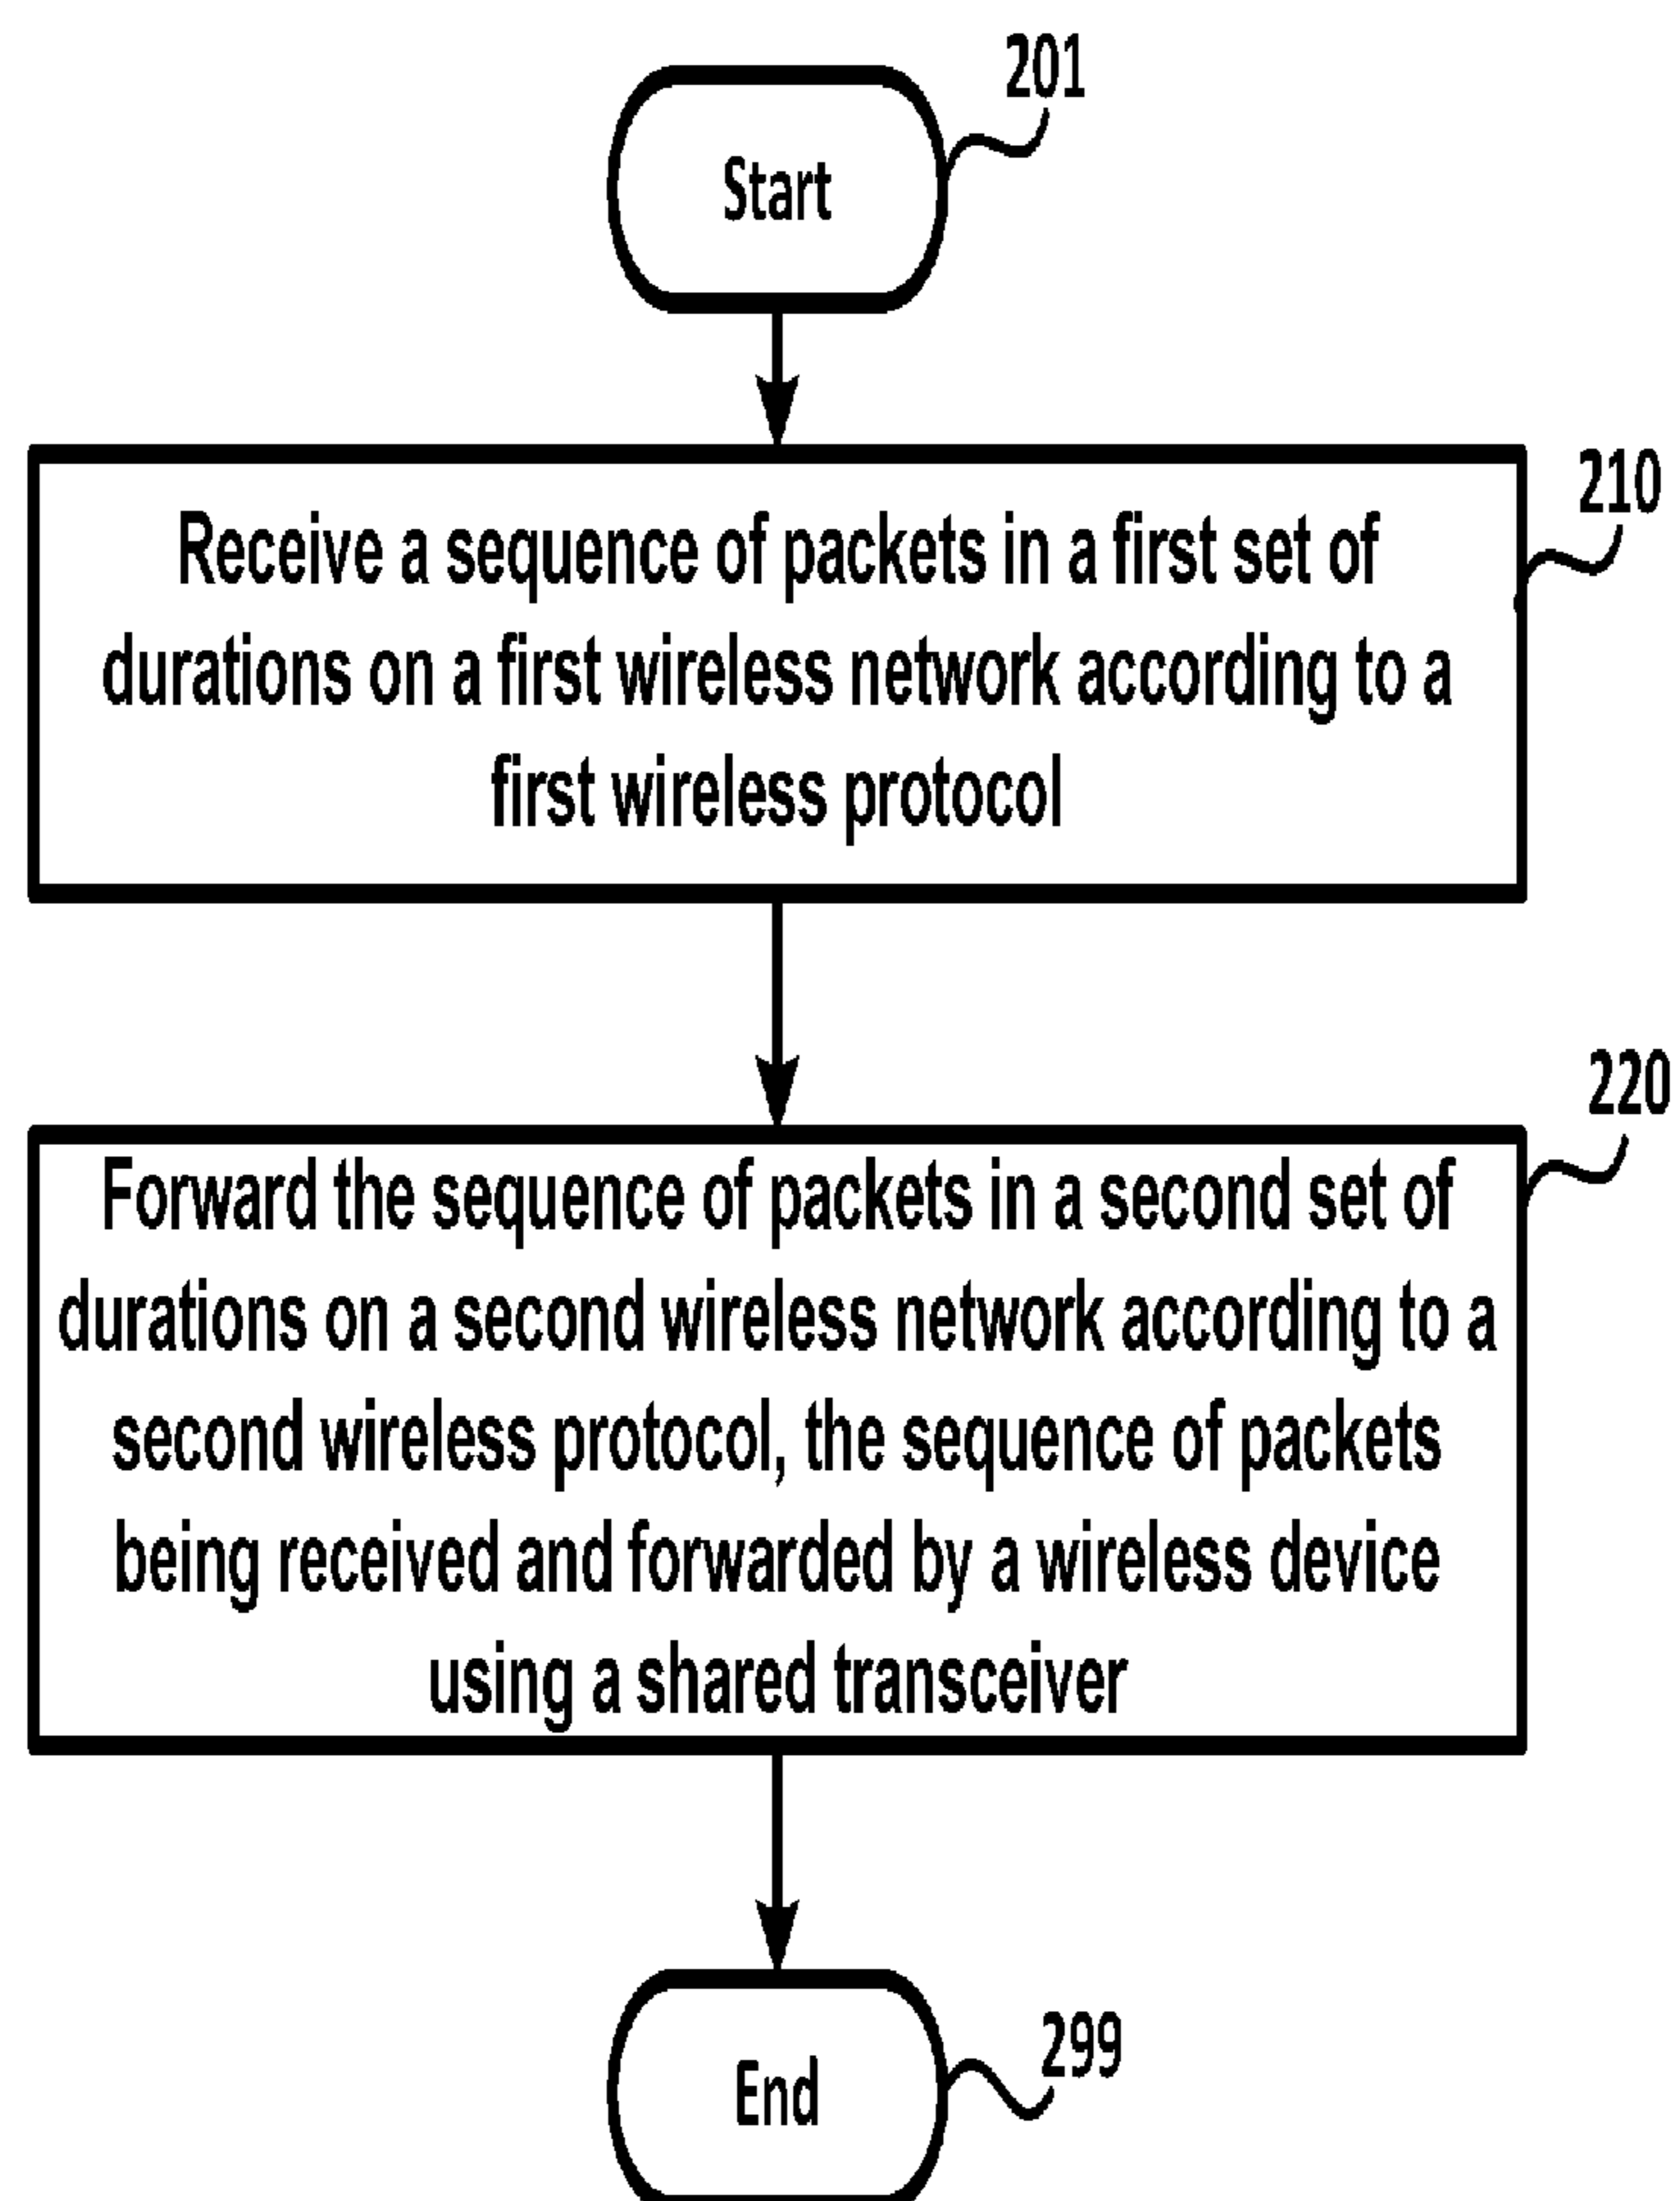 201
Start
210
Receive a sequence of packets in a first set of
durations on a first wireless network according to a
first wireless protocol
220
Forward the sequence of packets in a second set of
durations on a second wireless network according to a
second wireless protocol, the sequence of packets
being received and forwarded by a wireless device
using a shared transceiver
299
End